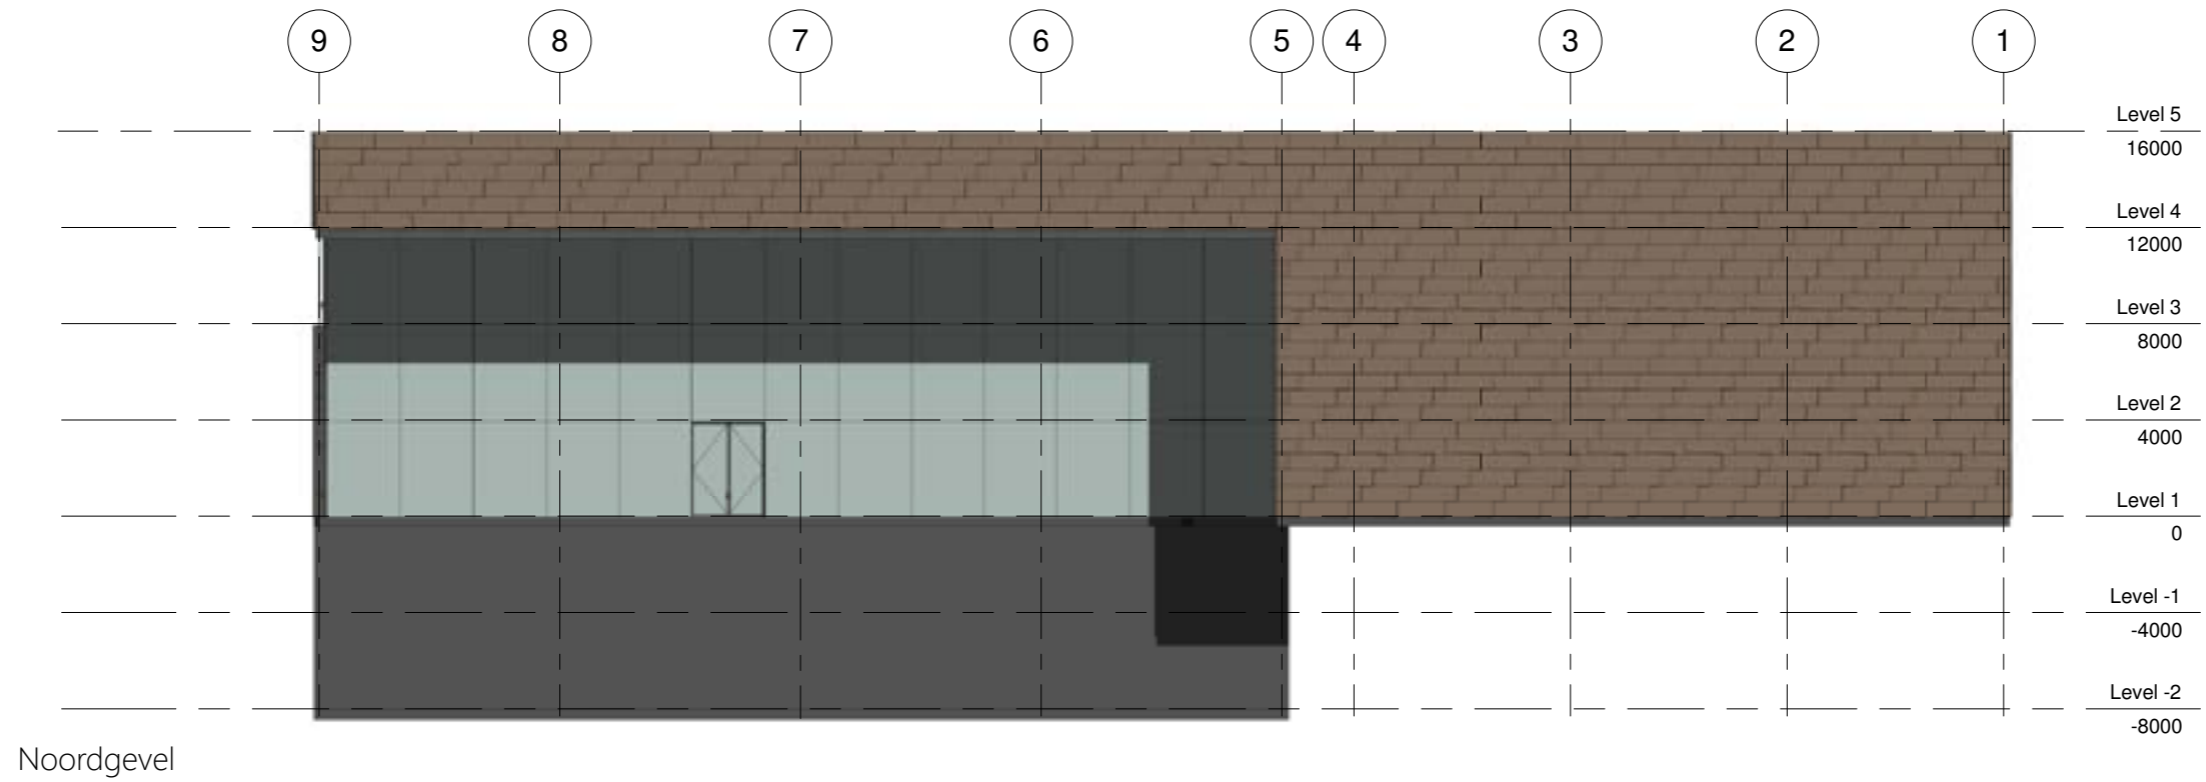 9 8 7 6 5 4 3 2 1
Level 5
16000
Level 4
12000
Level 3
8000
Level 2
4000
Level 1
0
Level -1
-4000
Level -2
-8000
Noordgevel